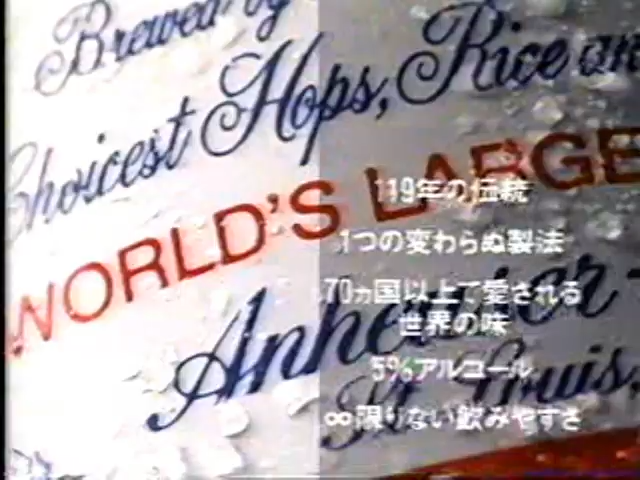 Brewed by
Choicest Hops, Rice an
WORLD'S LARGE
Anheuser-
St. Louis,
119年の伝統
1つの変わらぬ製法
70ヵ国以上で愛される
世界の味
5%アルコール
∞限りない飲みやすさ